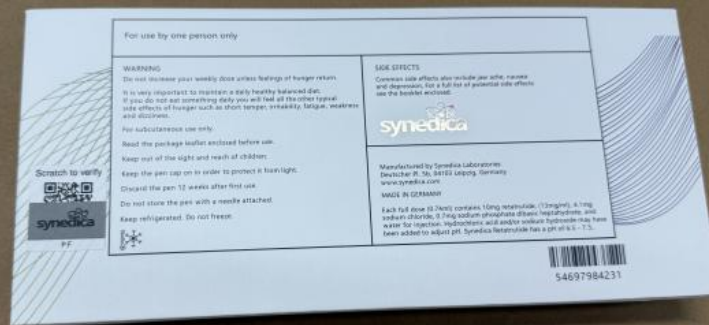 For use by one person only
WARNING
Do not increase your weekly dose unless feelings of hunger return.
It is very important to maintain a daily healthy balanced diet.
If you do not eat something daily you will feel all the other typical
side effects of hunger such as short temper, irritability, fatigue, weakness
and dizziness.
For subcutaneous use only.
Read the package leaflet enclosed before use.
Keep out of the sight and reach of children.
Keep the pen cap on in order to protect it from light.
Discard the pen 12 weeks after first use.
Do not store the pen with a needle attached.
Keep refrigerated. Do not freeze.
SIDE EFFECTS
Common side effects also include jaw ache, nausea
and depression. For a full list of potential side effects
see the booklet enclosed.
synedica
Manufactured by Synedica Laboratories
Deutscher Pl. 5b, 04103 Leipzig, Germany
www.synedica.com
MADE IN GERMANY
Each full dose (0.74ml) contains 10mg retatrutide, (13mg/ml), 4.1mg
sodium chloride, 0.7mg sodium phosphate dibasic heptahydrate, and
water for injection. Hydrochloric acid and/or sodium hydroxide may have
been added to adjust pH. Synedica Retatrutide has a pH of 6.5 - 7.5.
Scratch to verify
synedica
PF
54697984231